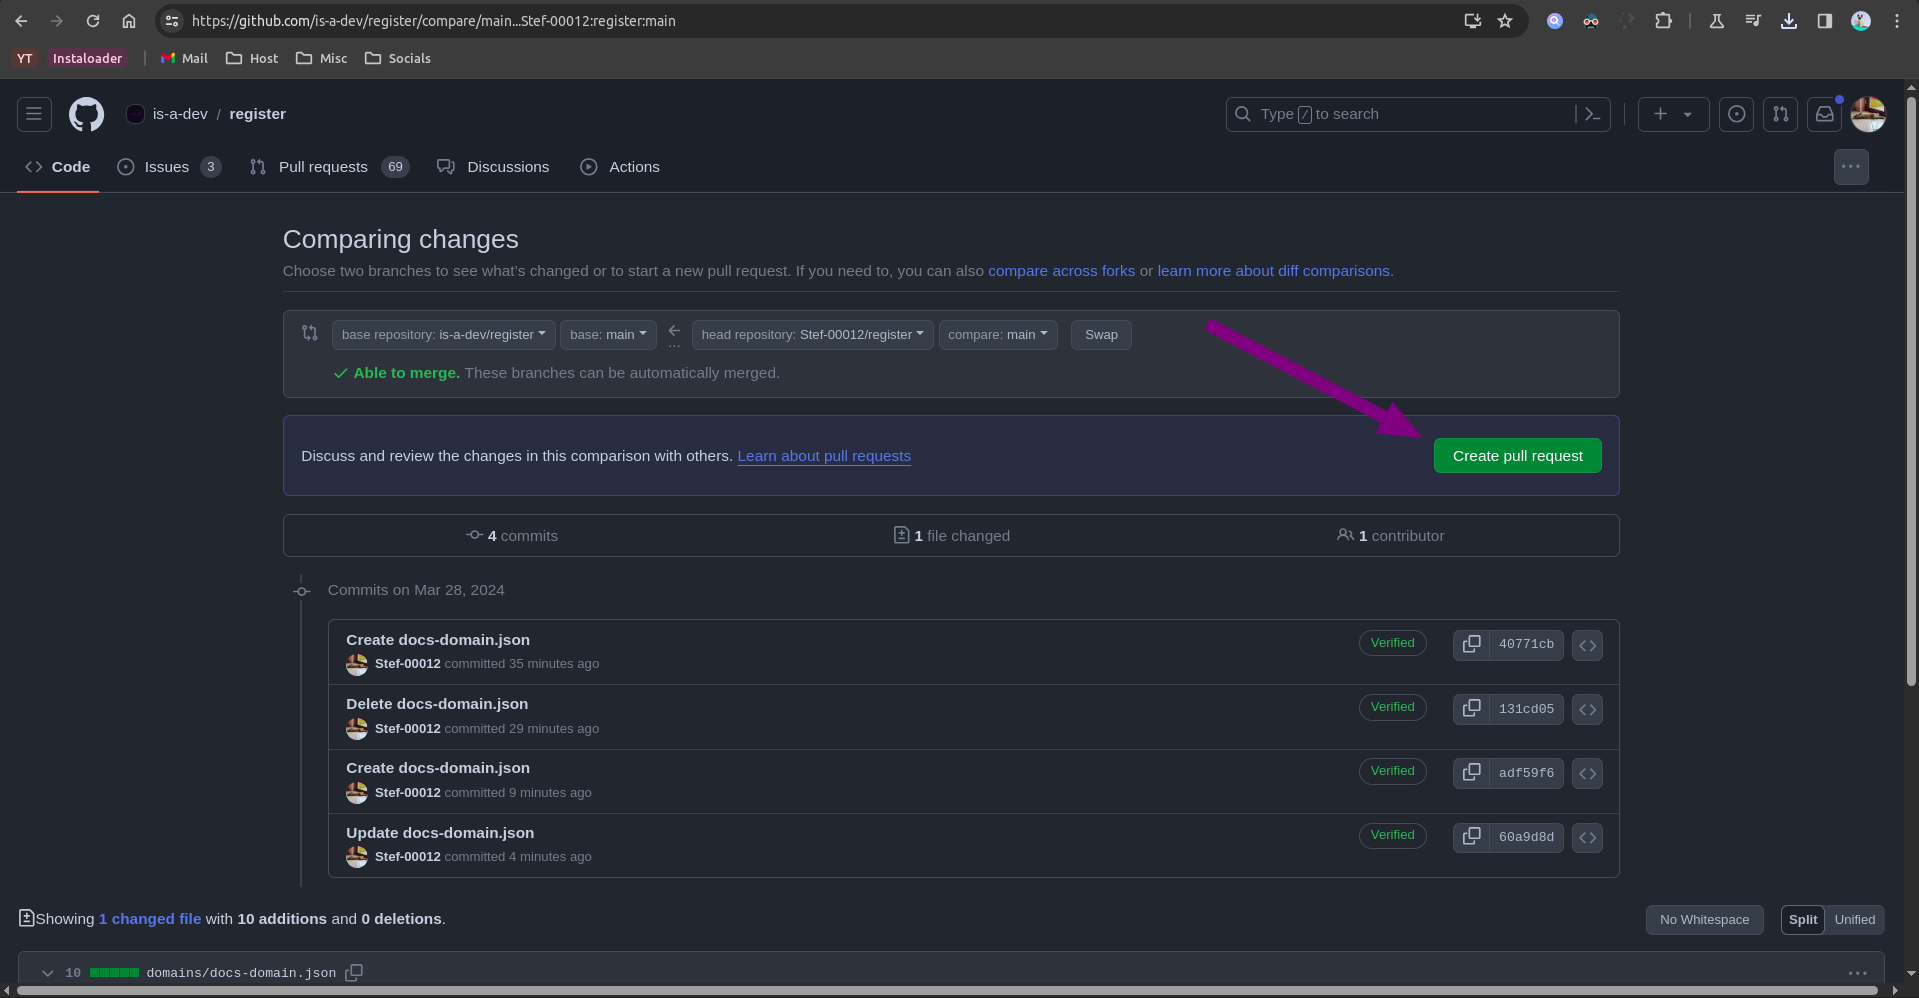 https://github.com/is-a-dev/register/compare/main...Stef-00012:register:main
YT Instaloader Mail Host Misc Socials
is-a-dev / register
Type / to search
Code Issues 3 Pull requests 69 Discussions Actions
Comparing changes
Choose two branches to see what's changed or to start a new pull request. If you need to, you can also compare across forks or learn more about diff comparisons.
base repository: is-a-dev/register base: main ... head repository: Stef-00012/register compare: main Swap
Able to merge. These branches can be automatically merged.
Discuss and review the changes in this comparison with others. Learn about pull requests Create pull request
4 commits 1 file changed 1 contributor
Commits on Mar 28, 2024
Create docs-domain.json
Stef-00012 committed 35 minutes ago Verified 40771cb
Delete docs-domain.json
Stef-00012 committed 29 minutes ago Verified 131cd05
Create docs-domain.json
Stef-00012 committed 9 minutes ago Verified adf59f6
Update docs-domain.json
Stef-00012 committed 4 minutes ago Verified 60a9d8d
Showing 1 changed file with 10 additions and 0 deletions. No Whitespace Split Unified
10 domains/docs-domain.json